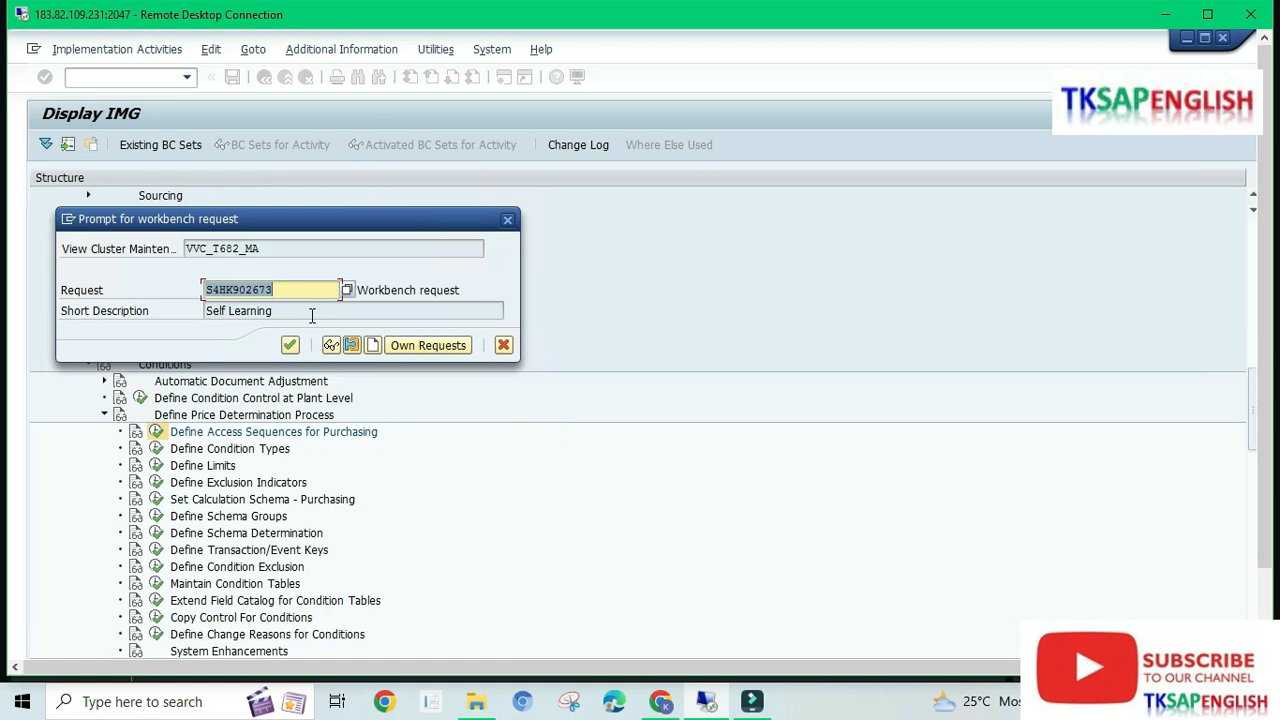 183.82.109.231:2047 - Remote Desktop Connection
Implementation Activities Edit Goto Additional Information Utilities System Help
Display IMG
TKSAPENGLISH
Existing BC Sets BC Sets for Activity Activated BC Sets for Activity Change Log Where Else Used
Structure
Sourcing
Prompt for workbench request
View Cluster Mainten... VVC_T682_MA
Request S4HK902673 Workbench request
Short Description Self Learning
Own Requests
Conditions
Automatic Document Adjustment
Define Condition Control at Plant Level
Define Price Determination Process
Define Access Sequences for Purchasing
Define Condition Types
Define Limits
Define Exclusion Indicators
Set Calculation Schema - Purchasing
Define Schema Groups
Define Schema Determination
Define Transaction/Event Keys
Define Condition Exclusion
Maintain Condition Tables
Extend Field Catalog for Condition Tables
Copy Control For Conditions
Define Change Reasons for Conditions
System Enhancements
SUBSCRIBE
TO OUR CHANNEL
TKSAPENGLISH
Type here to search
25°C